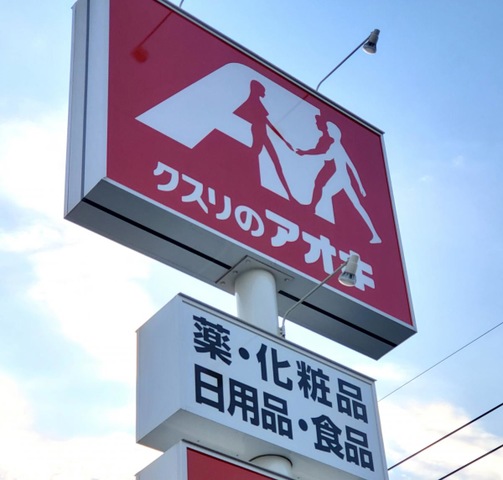 クスリのアオキ
薬・化粧品
日用品・食品